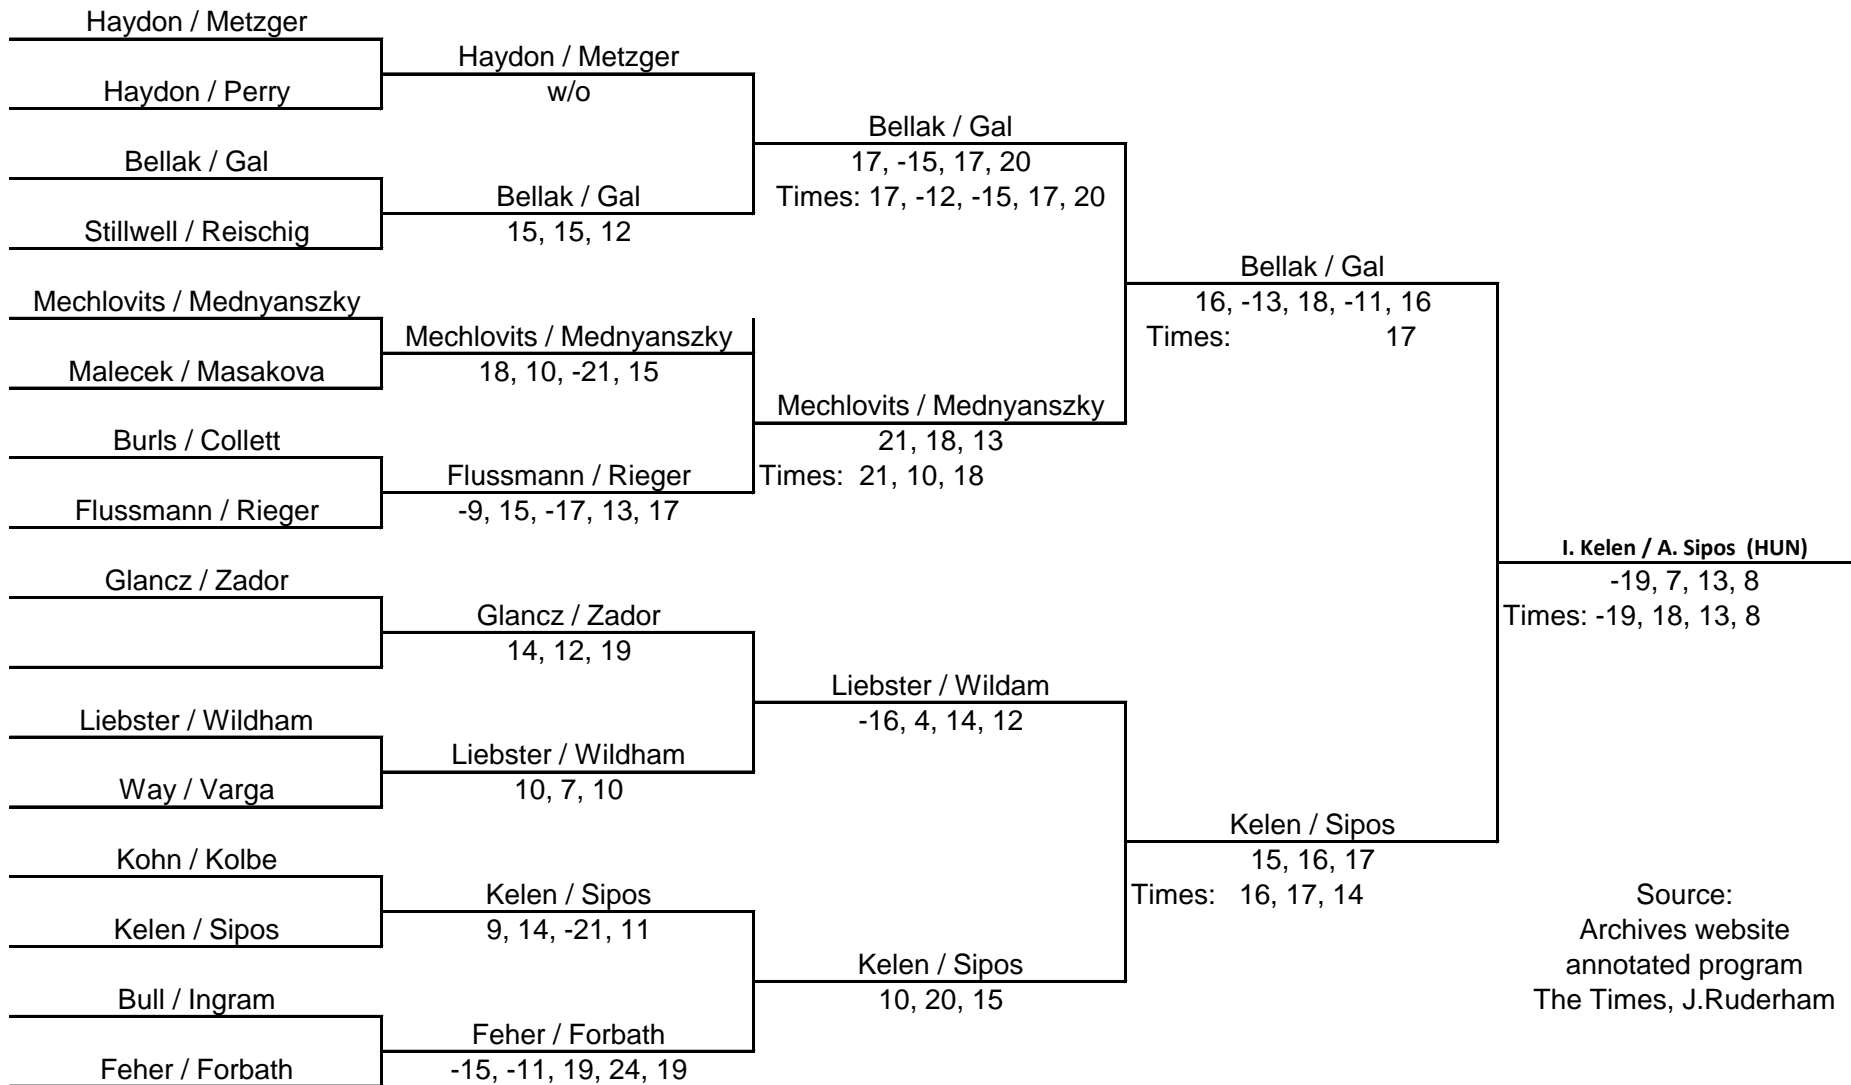 Haydon / Metzger
Haydon / Metzger
Haydon / Perry
w/o
Bellak / Gal
Bellak / Gal
17, -15, 17, 20
Bellak / Gal
Times: 17, -12, -15, 17, 20
Stillwell / Reischig
15, 15, 12
Bellak / Gal
Mechlovits / Mednyanszky
16, -13, 18, -11, 16
Mechlovits / Mednyanszky
Times: 17
Malecek / Masakova
18, 10, -21, 15
Mechlovits / Mednyanszky
Burls / Collett
21, 18, 13
Flussmann / Rieger
Times: 21, 10, 18
Flussmann / Rieger
-9, 15, -17, 13, 17
I. Kelen / A. Sipos (HUN)
Glancz / Zador
-19, 7, 13, 8
Glancz / Zador
Times: -19, 18, 13, 8
14, 12, 19
Liebster / Wildam
Liebster / Wildham
-16, 4, 14, 12
Liebster / Wildham
Way / Varga
10, 7, 10
Kelen / Sipos
Kohn / Kolbe
15, 16, 17
Kelen / Sipos
Times: 16, 17, 14
Source:
Kelen / Sipos
9, 14, -21, 11
Archives website
Kelen / Sipos
annotated program
Bull / Ingram
10, 20, 15
The Times, J.Ruderham
Feher / Forbath
Feher / Forbath
-15, -11, 19, 24, 19